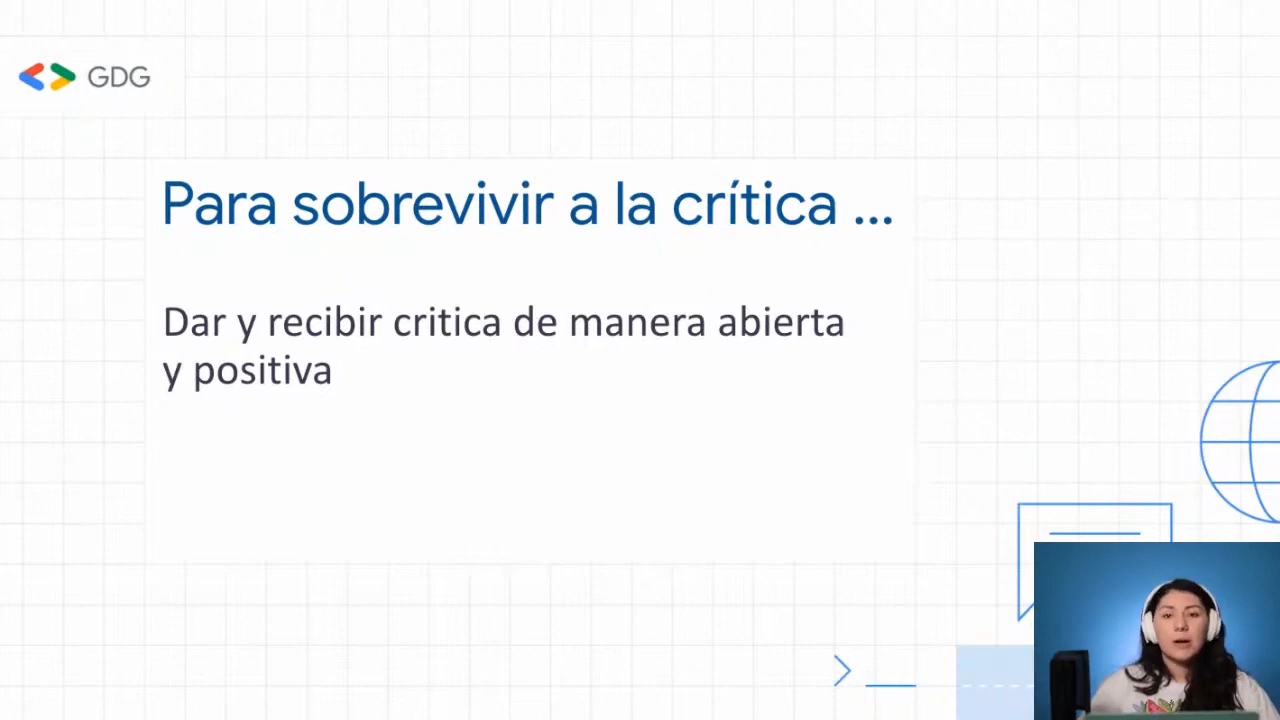 GDG
Para sobrevivir a la crítica ...
Dar y recibir critica de manera abierta
y positiva